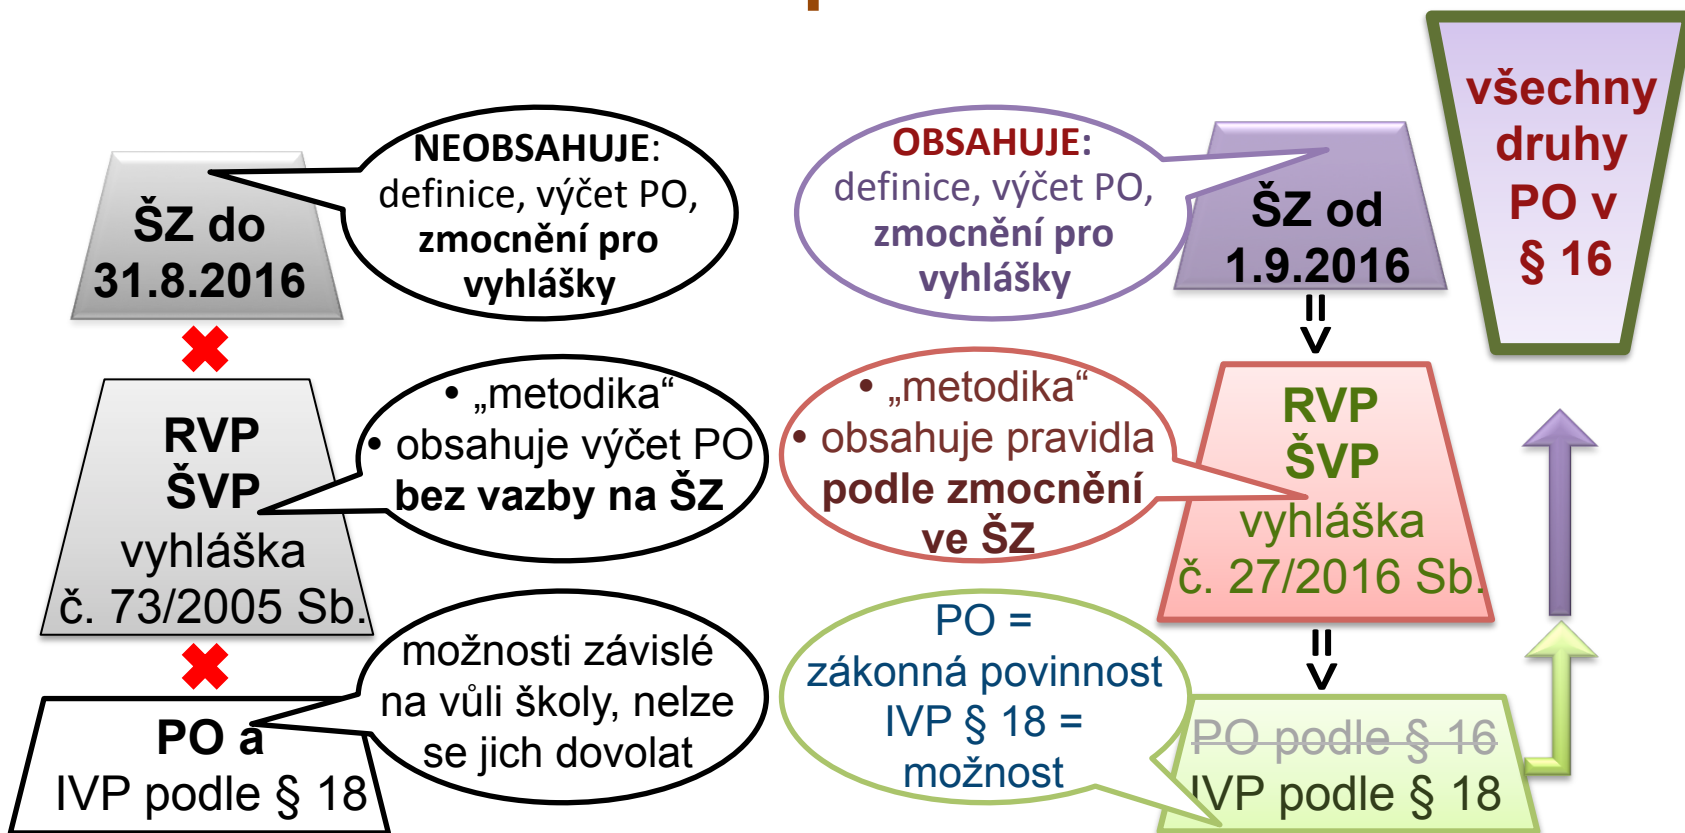 ŠZ do
31.8.2016
NEOBSAHUJE:
definice, výčet PO,
zmocnění pro
vyhlášky
RVP
ŠVP
vyhláška
č. 73/2005 Sb.
• „metodika“
• obsahuje výčet PO
bez vazby na ŠZ
PO a
IVP podle § 18
možnosti závislé
na vůli školy, nelze
se jich dovolat
OBSAHUJE:
definice, výčet PO,
zmocnění pro
vyhlášky
ŠZ od
1.9.2016
=>
• „metodika“
• obsahuje pravidla
podle zmocnění
ve ŠZ
RVP
ŠVP
vyhláška
č. 27/2016 Sb.
=>
PO =
zákonná povinnost
IVP § 18 =
možnost
PO podle § 16
IVP podle § 18
všechny
druhy
PO v
§ 16